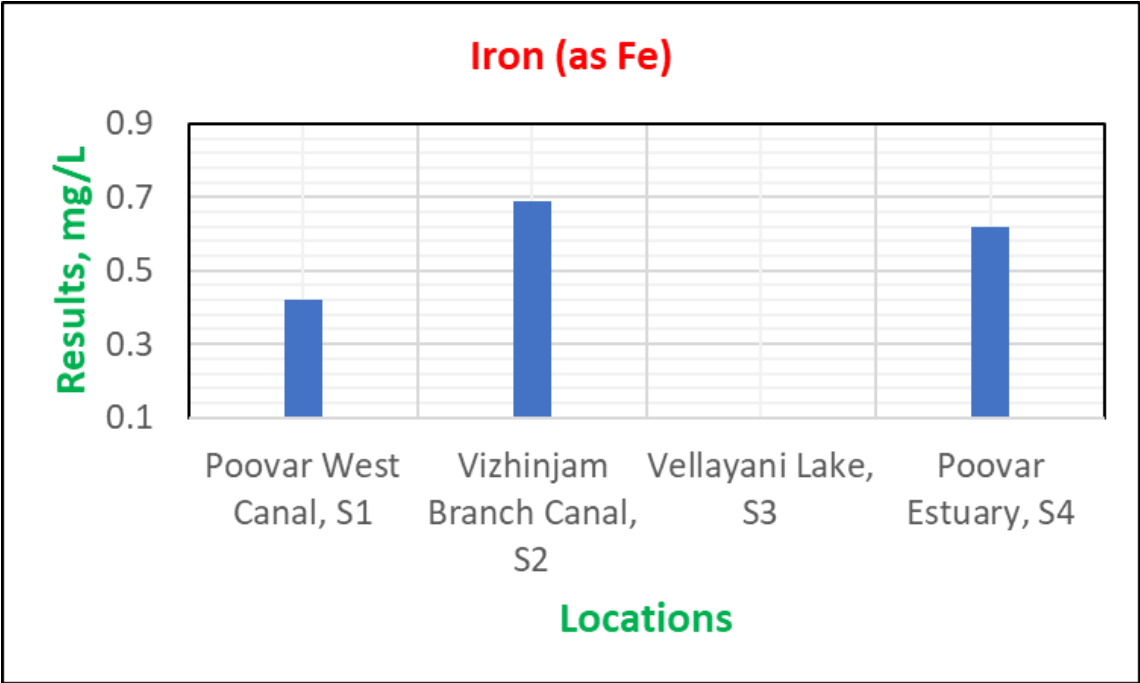 Iron (as Fe)
Results, mg/L
0.9
0.7
0.5
0.3
0.1
Poovar West
Canal, S1
Vizhinjam
Branch Canal,
S2
Vellayani Lake,
S3
Poovar
Estuary, S4
Locations